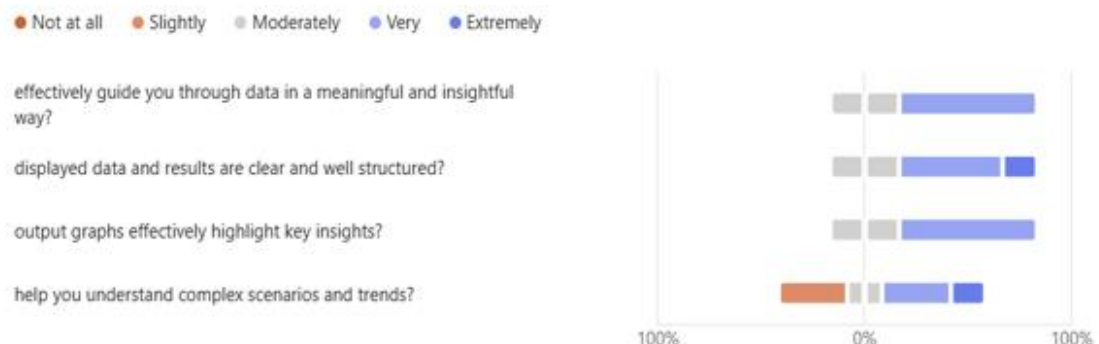 Not at all Slightly Moderately Very Extremely
effectively guide you through data in a meaningful and insightful
way?
displayed data and results are clear and well structured?
output graphs effectively highlight key insights?
help you understand complex scenarios and trends?
100% 0% 100%